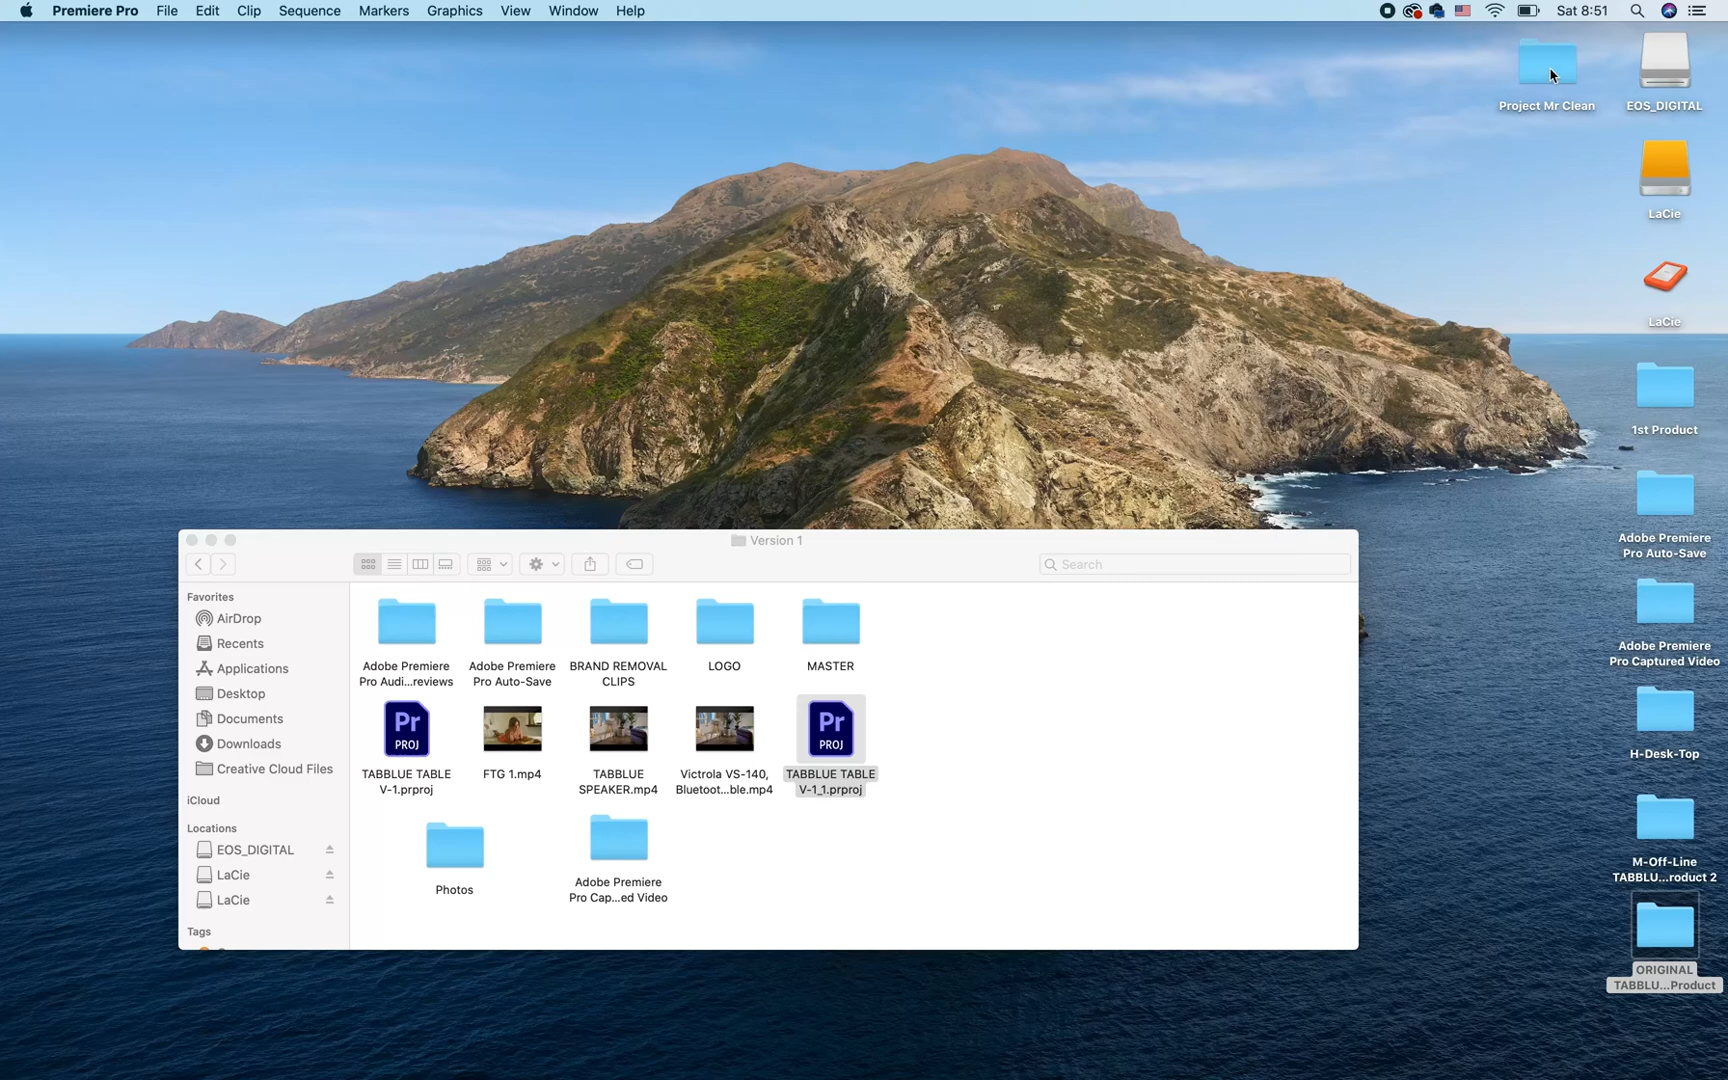 Premiere Pro File Edit Clip Sequence Markers Graphics View Window Help
Sat 8:51
Project Mr Clean
EOS_DIGITAL
LaCie
LaCie
1st Product
Adobe Premiere
Pro Auto-Save
Adobe Premiere
Pro Captured Video
H-Desk-Top
M-Off-Line
TABBLU...roduct 2
ORIGINAL
TABBLU...Product
Version 1
Search
Favorites
AirDrop
Recents
Applications
Desktop
Documents
Downloads
Creative Cloud Files
iCloud
Locations
EOS_DIGITAL
LaCie
LaCie
Tags
Adobe Premiere
Pro Audi...reviews
Adobe Premiere
Pro Auto-Save
BRAND REMOVAL
CLIPS
LOGO
MASTER
Pr
PROJ
TABBLUE TABLE
V-1.prproj
FTG 1.mp4
TABBLUE
SPEAKER.mp4
Victrola VS-140,
Bluetoot...ble.mp4
Pr
PROJ
TABBLUE TABLE
V-1_1.prproj
Photos
Adobe Premiere
Pro Cap...ed Video